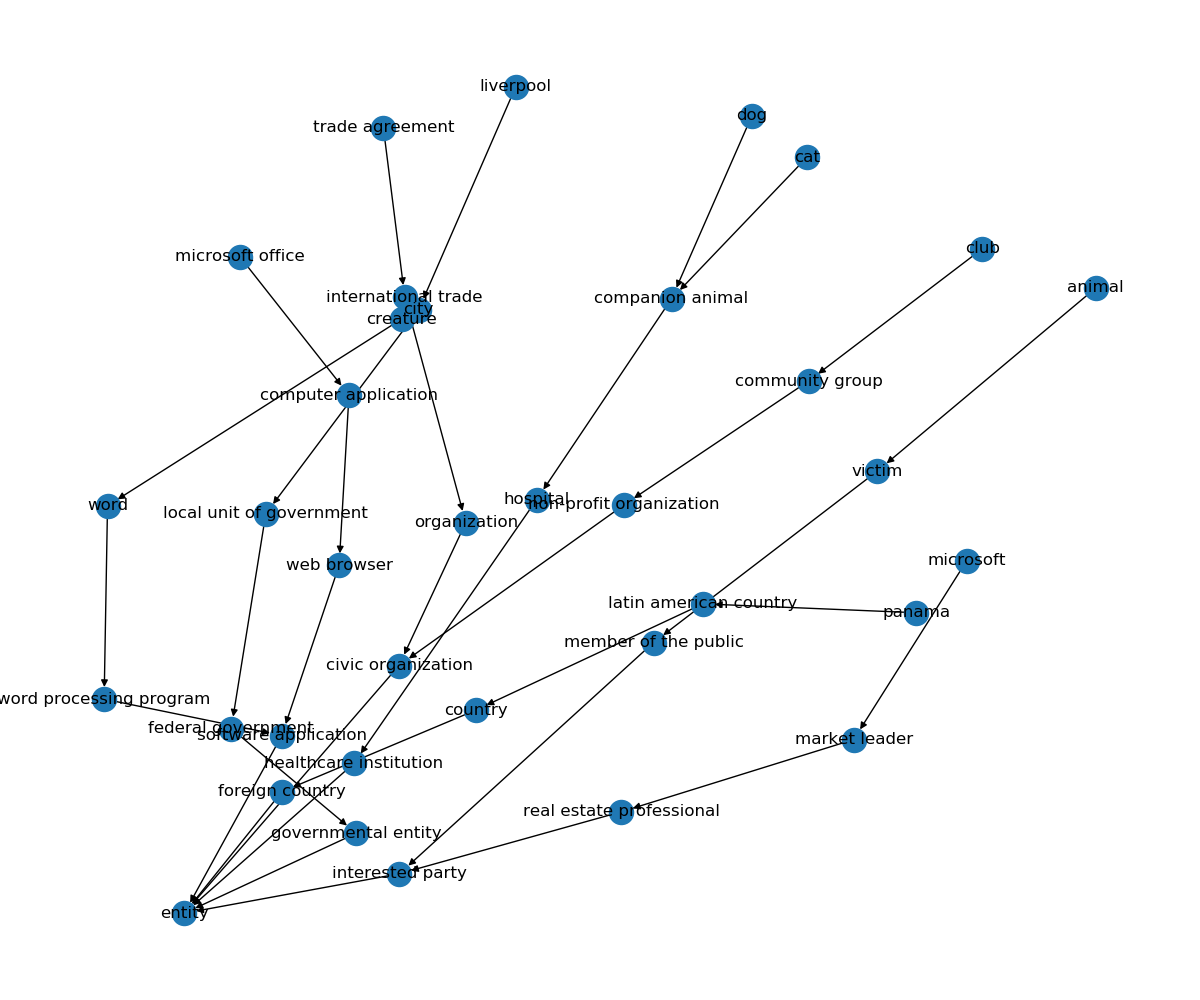 liverpool
trade agreement
dog
cat
club
microsoft office
animal
international trade
companion animal
city
creature
community group
computer application
victim
hospital
non-profit organization
word
local unit of government
organization
microsoft
web browser
latin american country
panama
member of the public
civic organization
word processing program
country
federal government
software application
market leader
healthcare institution
foreign country
real estate professional
governmental entity
interested party
entity